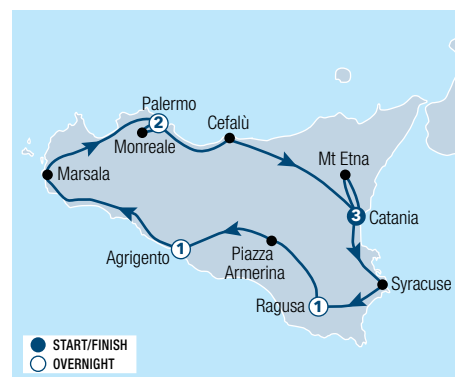 Palermo
2
Monreale
Cefalù
Mt Etna
Marsala
3
Catania
Agrigento
1
Piazza
Armerina
Syracuse
Ragusa
1
START/FINISH
OVERNIGHT